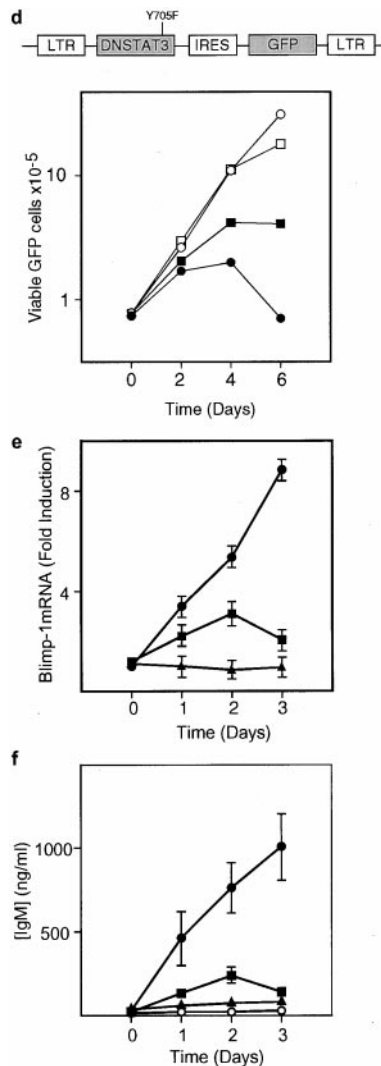 d
Y705F
LTR DNSTAT3 IRES GFP LTR
Viable GFP cells x10-5
10
1
0 2 4 6
Time (Days)
e
Blimp-1mRNA (Fold Induction)
8
4
0 1 2 3
Time (Days)
f
[IgM] (ng/ml)
1000
500
0 1 2 3
Time (Days)